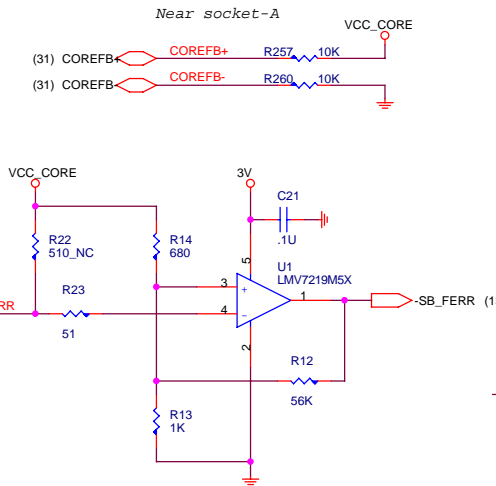 Near socket-A
VCC_CORE
(31) COREFB+ COREFB+ R257 10K
(31) COREFB- COREFB- R260 10K
VCC_CORE
3V
C21
.1U
R22
510_NC
R14
680
5
U1
LMV7219M5X
R23
3
+
1
-SB_FERR (1
RR
4
-
51
2
R12
56K
R13
1K